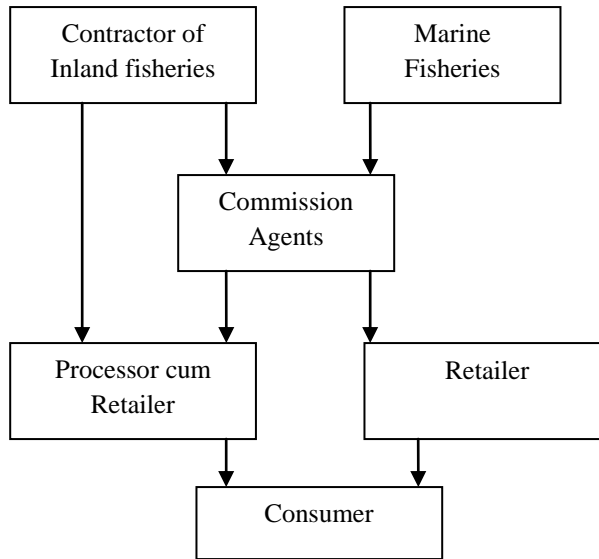 Contractor of
Inland fisheries
Marine
Fisheries
Commission
Agents
Processor cum
Retailer
Retailer
Consumer